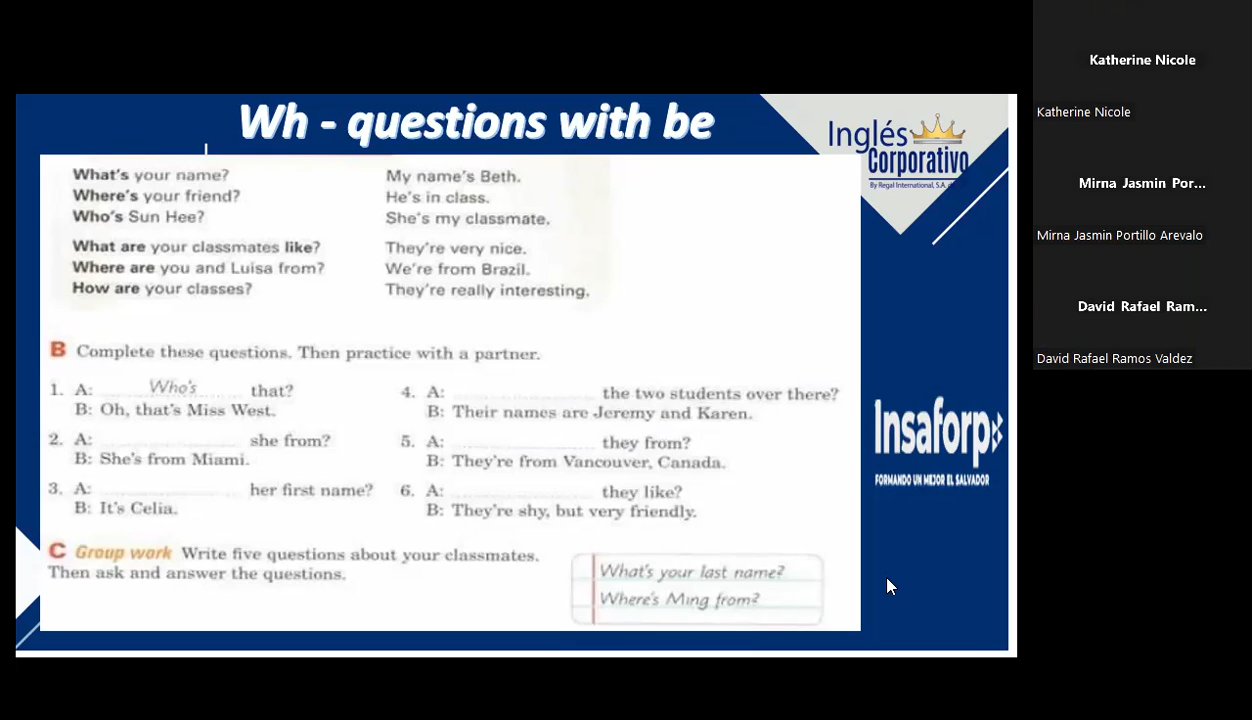 Wh - questions with be
Inglés
Corporativo
By Regal International, S.A.
What's your name? My name's Beth.
Where's your friend? He's in class.
Who's Sun Hee? She's my classmate.
What are your classmates like? They're very nice.
Where are you and Luisa from? We're from Brazil.
How are your classes? They're really interesting.
B Complete these questions. Then practice with a partner.
1. A: Who's that?
B: Oh, that's Miss West.
2. A: she from?
B: She's from Miami.
3. A: her first name?
B: It's Celia.
4. A: the two students over there?
B: Their names are Jeremy and Karen.
5. A: they from?
B: They're from Vancouver, Canada.
6. A: they like?
B: They're shy, but very friendly.
C Group work Write five questions about your classmates.
Then ask and answer the questions.
What's your last name?
Where's Ming from?
Insaforp
FORMANDO UN MEJOR EL SALVADOR
Katherine Nicole
Katherine Nicole
Mirna Jasmin Por...
Mirna Jasmin Portillo Arevalo
David Rafael Ram...
David Rafael Ramos Valdez